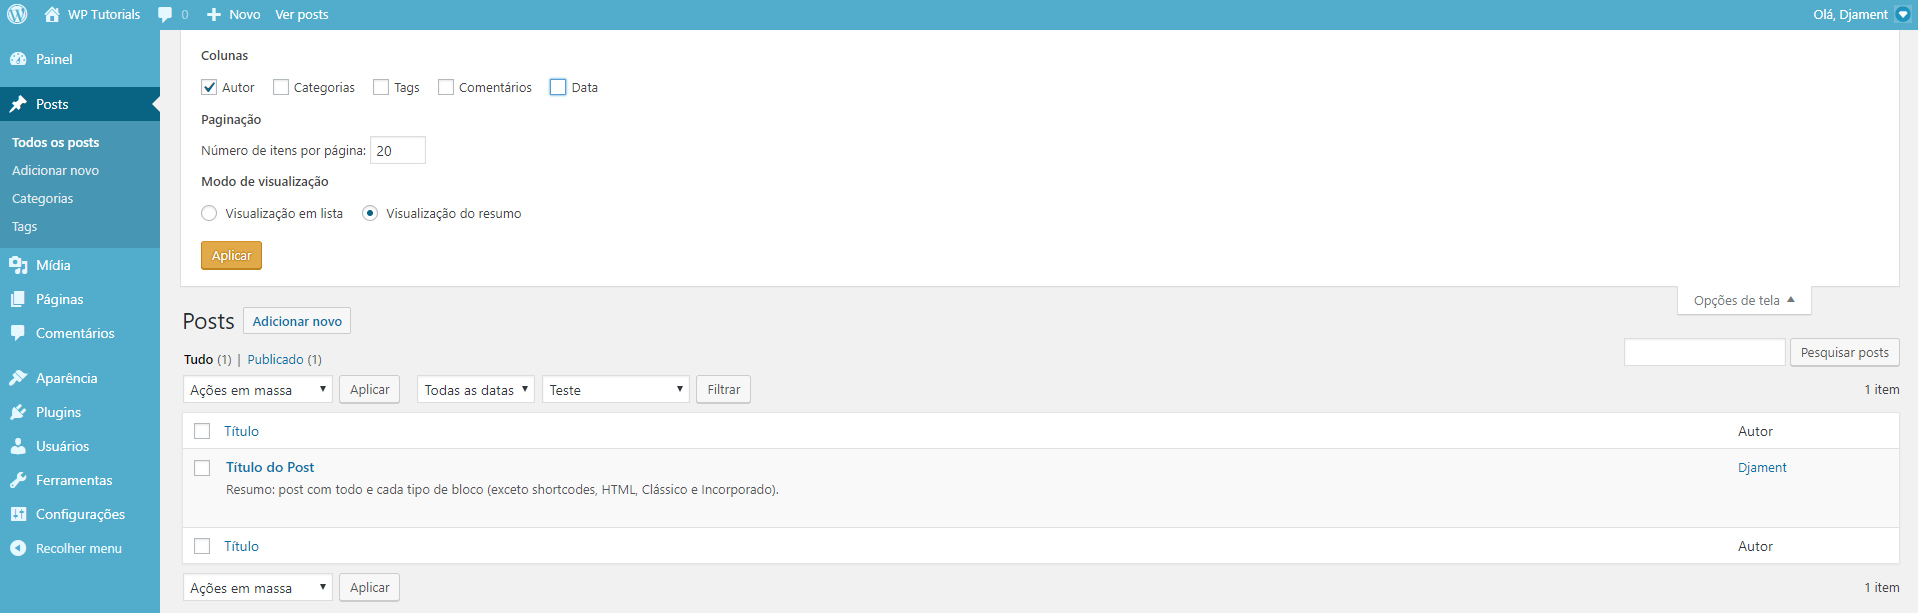 WP Tutorials 0 Novo Ver posts Olá, Djament
Painel
Posts
Todos os posts
Adicionar novo
Categorias
Tags
Mídia
Páginas
Comentários
Aparência
Plugins
Usuários
Ferramentas
Configurações
Recolher menu
Colunas
Autor Categorias Tags Comentários Data
Paginação
Número de itens por página: 20
Modo de visualização
Visualização em lista Visualização do resumo
Aplicar
Opções de tela
Posts Adicionar novo
Tudo (1) | Publicado (1)
Pesquisar posts
Ações em massa Aplicar Todas as datas Teste Filtrar 1 item
Título Autor
Título do Post Djament
Resumo: post com todo e cada tipo de bloco (exceto shortcodes, HTML, Clássico e Incorporado).
Título Autor
Ações em massa Aplicar 1 item